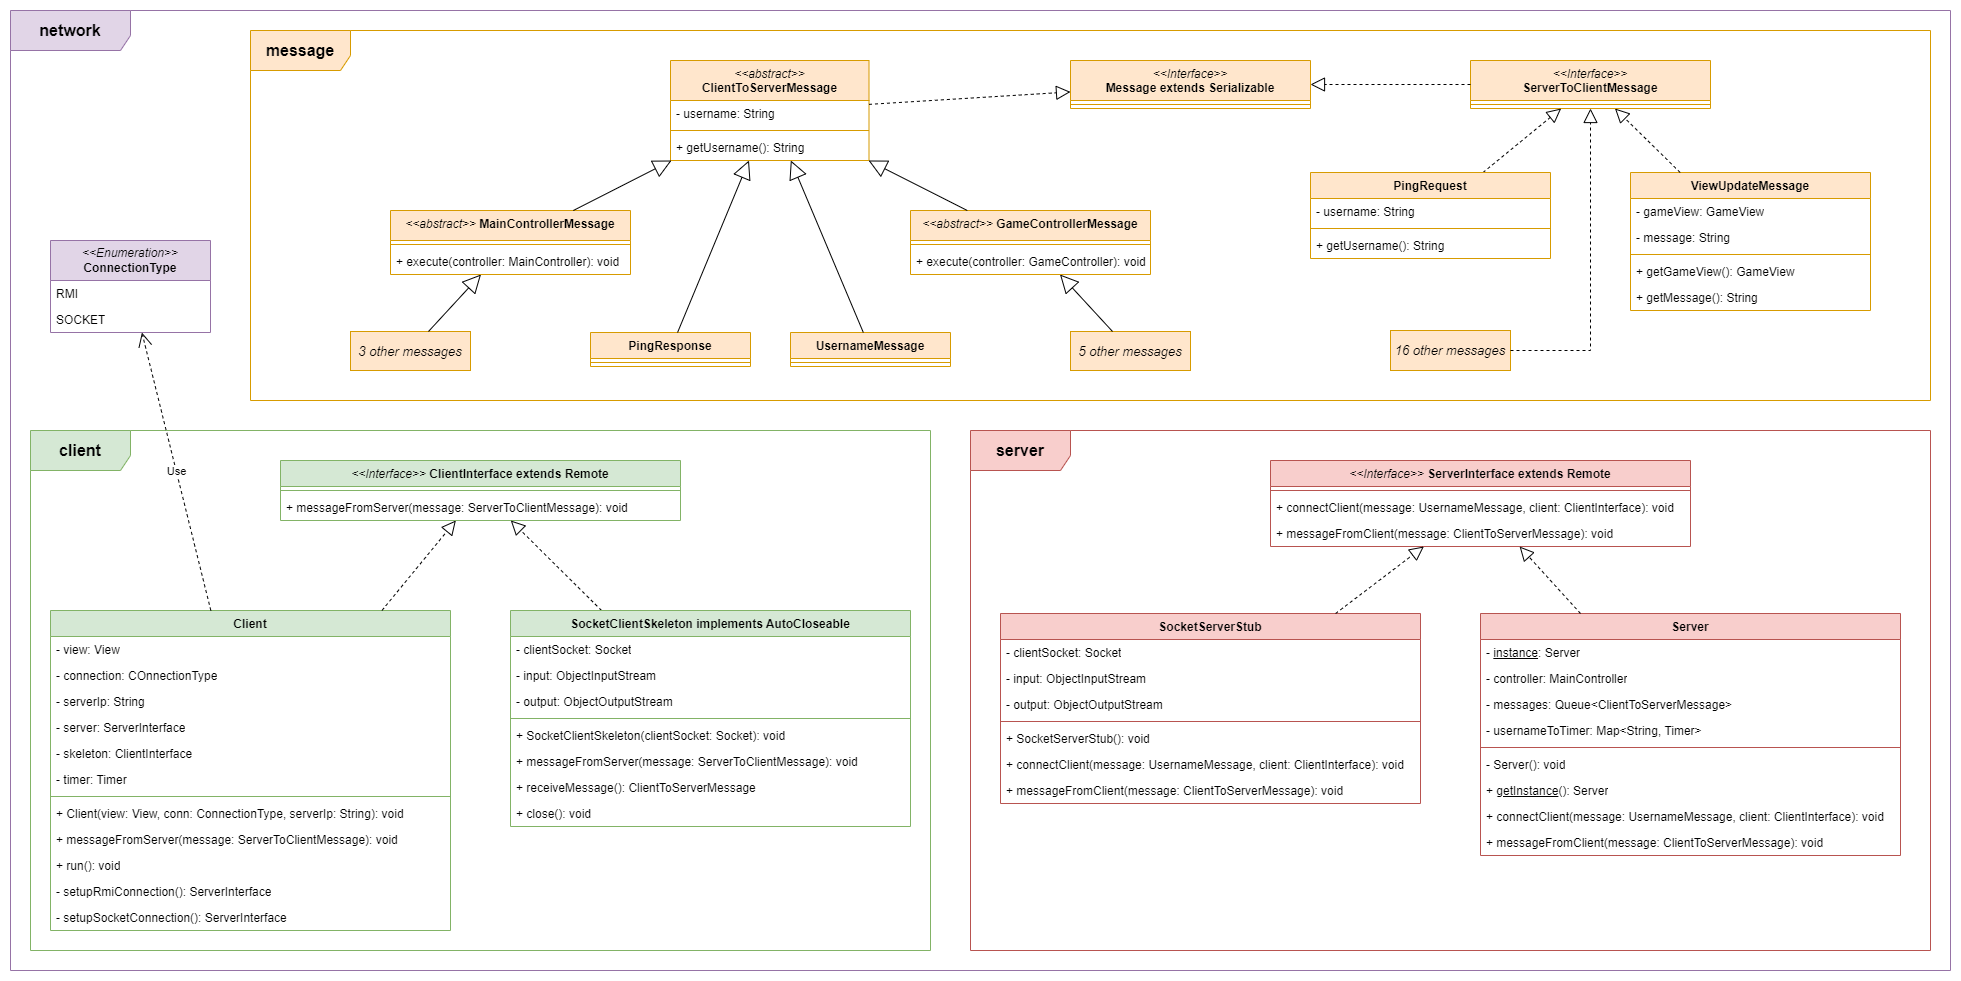 network
message
<<abstract>>
ClientToServerMessage
- username: String
+ getUsername(): String
<<Interface>>
Message extends Serializable
<<Interface>>
ServerToClientMessage
<<abstract>> MainControllerMessage
+ execute(controller: MainController): void
<<abstract>> GameControllerMessage
+ execute(controller: GameController): void
PingRequest
- username: String
+ getUsername(): String
ViewUpdateMessage
- gameView: GameView
- message: String
+ getGameView(): GameView
+ getMessage(): String
3 other messages
PingResponse
UsernameMessage
5 other messages
16 other messages
<<Enumeration>>
ConnectionType
RMI
SOCKET
Use
client
<<Interface>> ClientInterface extends Remote
+ messageFromServer(message: ServerToClientMessage): void
Client
- view: View
- connection: COnnectionType
- serverIp: String
- server: ServerInterface
- skeleton: ClientInterface
- timer: Timer
+ Client(view: View, conn: ConnectionType, serverIp: String): void
+ messageFromServer(message: ServerToClientMessage): void
+ run(): void
- setupRmiConnection(): ServerInterface
- setupSocketConnection(): ServerInterface
SocketClientSkeleton implements AutoCloseable
- clientSocket: Socket
- input: ObjectInputStream
- output: ObjectOutputStream
+ SocketClientSkeleton(clientSocket: Socket): void
+ messageFromServer(message: ServerToClientMessage): void
+ receiveMessage(): ClientToServerMessage
+ close(): void
server
<<Interface>> ServerInterface extends Remote
+ connectClient(message: UsernameMessage, client: ClientInterface): void
+ messageFromClient(message: ClientToServerMessage): void
SocketServerStub
- clientSocket: Socket
- input: ObjectInputStream
- output: ObjectOutputStream
+ SocketServerStub(): void
+ connectClient(message: UsernameMessage, client: ClientInterface): void
+ messageFromClient(message: ClientToServerMessage): void
Server
- instance: Server
- controller: MainController
- messages: Queue<ClientToServerMessage>
- usernameToTimer: Map<String, Timer>
- Server(): void
+ getInstance(): Server
+ connectClient(message: UsernameMessage, client: ClientInterface): void
+ messageFromClient(message: ClientToServerMessage): void